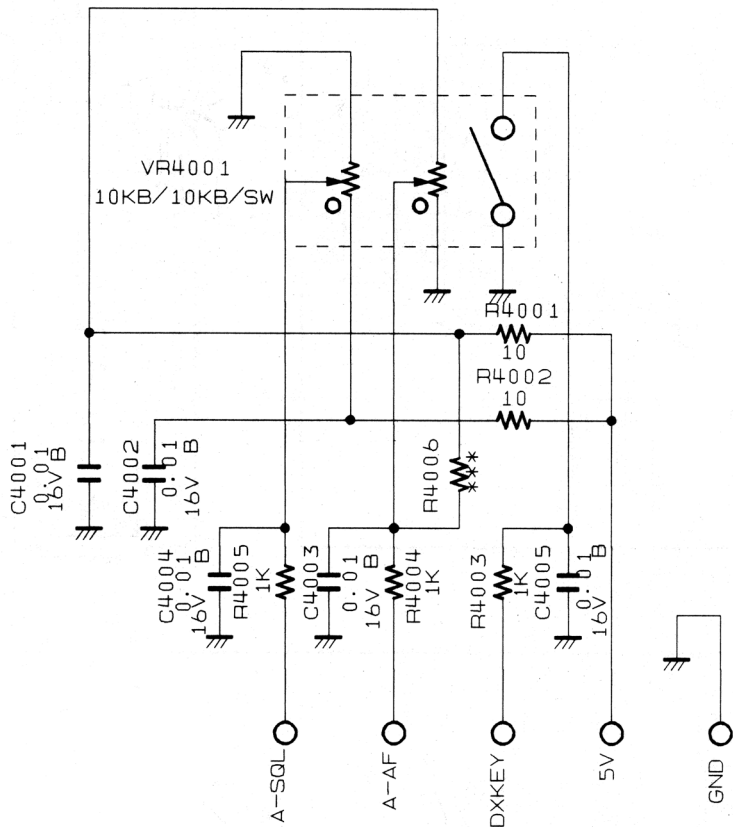 VR4001
10KB/10KB/SW
R4001
10
R4002
10
C4001
0.01
16V
B
C4002
0.01
16V
B
R4006
***
C4004
0.01
16V
B
R4005
1K
C4003
0.01
16V
B
R4004
1K
R4003
1K
C4005
0.01
16V
B
A-SQL
A-AF
DXKEY
5V
GND